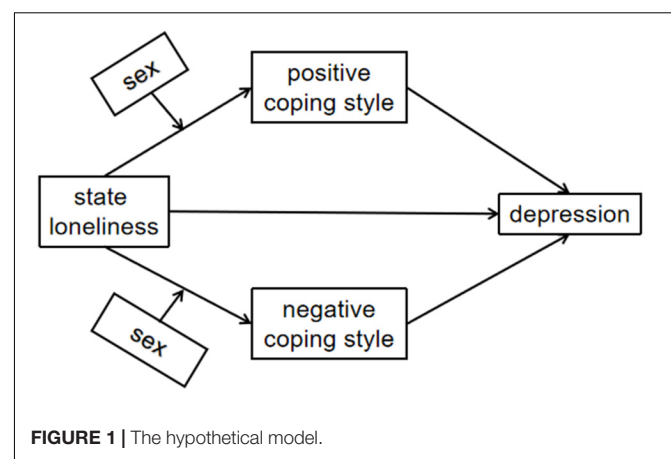 sex
positive
coping style
state
loneliness
depression
negative
coping style
sex
FIGURE 1 | The hypothetical model.